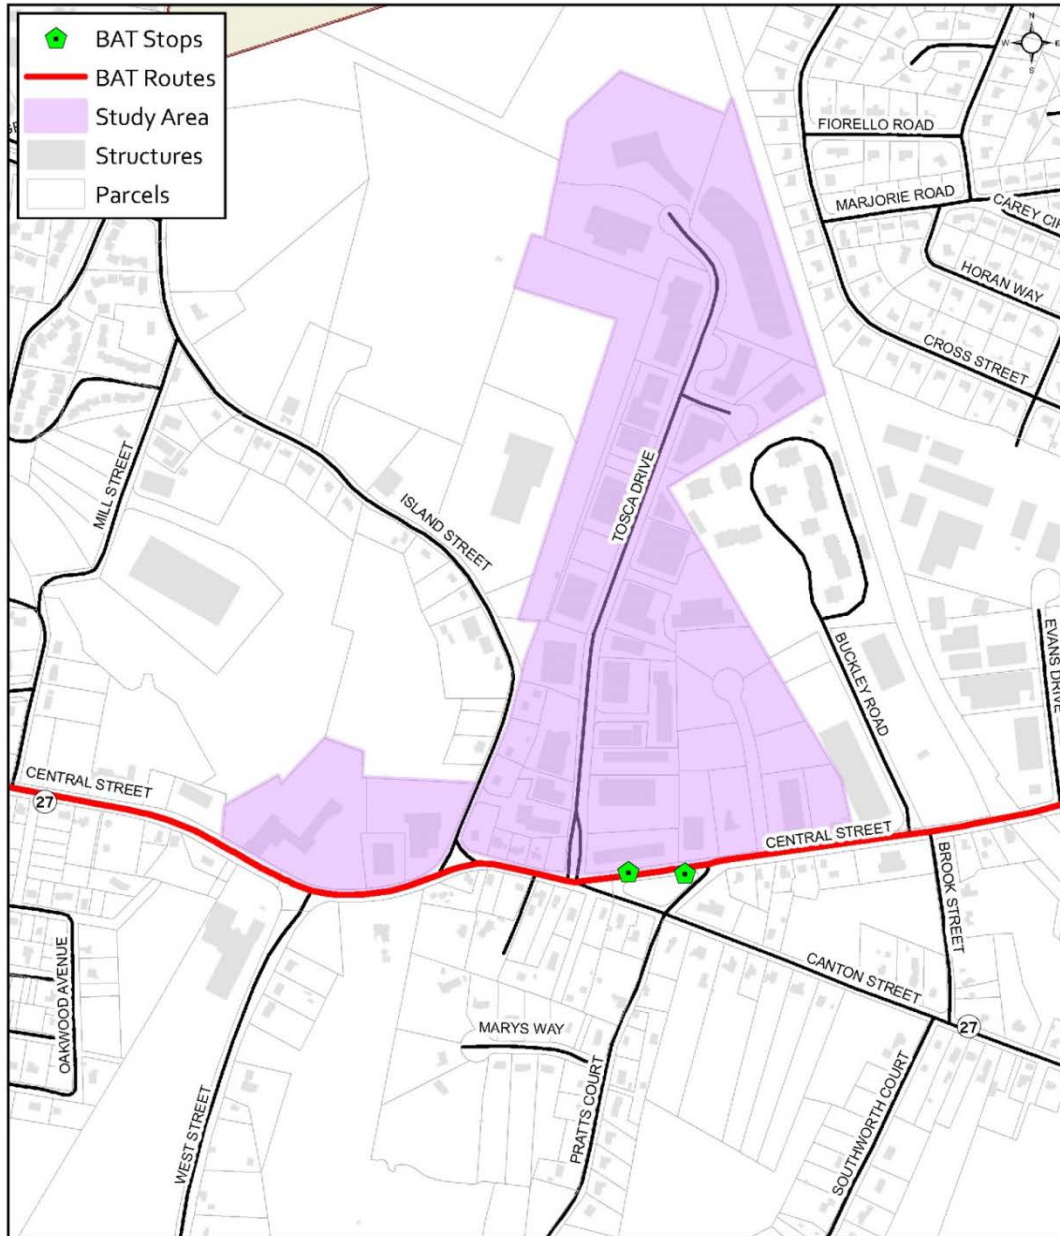 BAT Stops
BAT Routes
Study Area
Structures
Parcels
N
W
E
S
FIORELLO ROAD
MARJORIE ROAD
HORAN WAY
CROSS STREET
MILL STREET
ISLAND STREET
TOSCA DRIVE
BUCKLEY ROAD
EVANS DRIVE
CENTRAL STREET
27
CENTRAL STREET
BROOK STREET
OAKWOOD AVENUE
CANTON STREET
27
MARYS WAY
PRATTS COURT
WEST STREET
SOUTHWORTH COURT